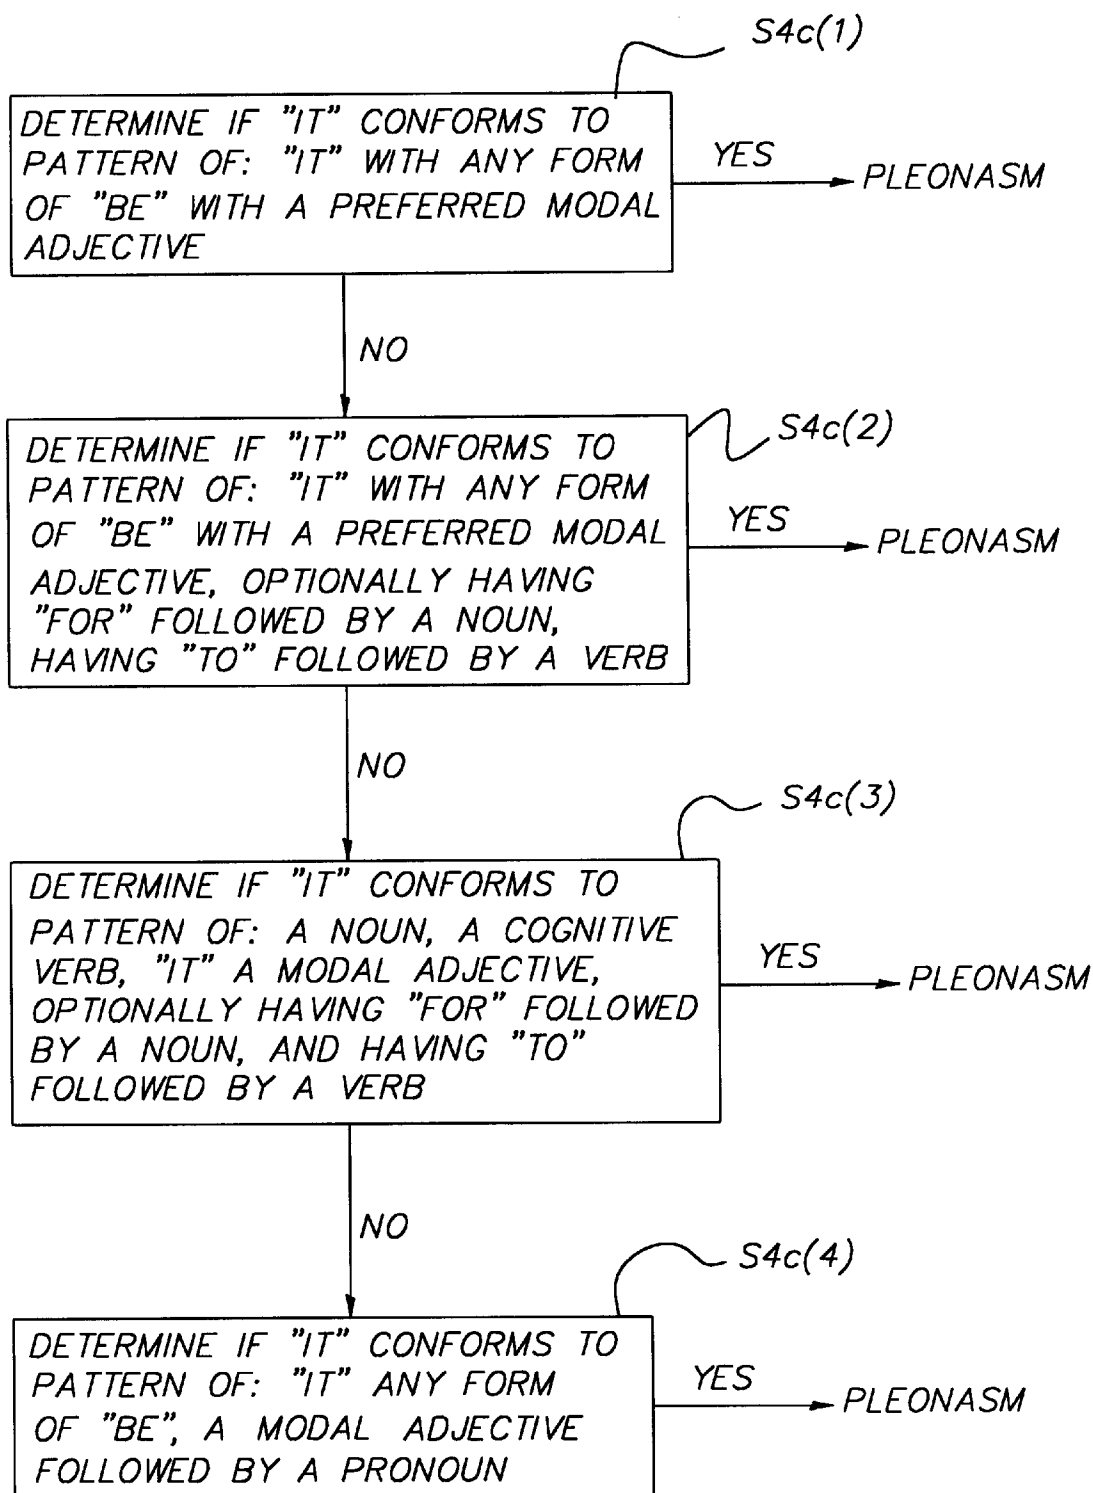 S4c(1)
DETERMINE IF "IT" CONFORMS TO
PATTERN OF: "IT" WITH ANY FORM
OF "BE" WITH A PREFERRED MODAL
ADJECTIVE
YES
PLEONASM
NO
S4c(2)
DETERMINE IF "IT" CONFORMS TO
PATTERN OF: "IT" WITH ANY FORM
OF "BE" WITH A PREFERRED MODAL
ADJECTIVE, OPTIONALLY HAVING
"FOR" FOLLOWED BY A NOUN,
HAVING "TO" FOLLOWED BY A VERB
YES
PLEONASM
NO
S4c(3)
DETERMINE IF "IT" CONFORMS TO
PATTERN OF: A NOUN, A COGNITIVE
VERB, "IT" A MODAL ADJECTIVE,
OPTIONALLY HAVING "FOR" FOLLOWED
BY A NOUN, AND HAVING "TO"
FOLLOWED BY A VERB
YES
PLEONASM
NO
S4c(4)
DETERMINE IF "IT" CONFORMS TO
PATTERN OF: "IT" ANY FORM
OF "BE", A MODAL ADJECTIVE
FOLLOWED BY A PRONOUN
YES
PLEONASM